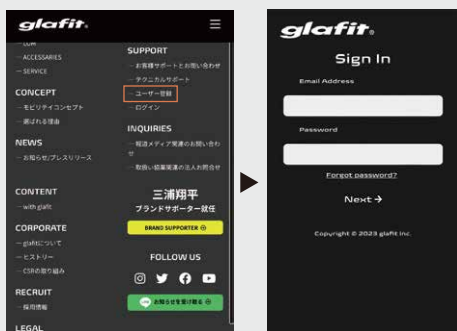 glafit.
LOM
— ACCESSARIES
— SERVICE
CONCEPT
— モビリティコンセプト
— 選ばれる理由
NEWS
— お知らせ/プレスリリース
CONTENT
— with glafit
CORPORATE
— glafitについて
— ヒストリー
— CSRの取り組み
RECRUIT
— 採用情報
LEGAL
SUPPORT
— お客様サポートとお問い合わせ
— テクニカルサポート
— ユーザー登録
— ログイン
INQUIRIES
— 報道メディア関連のお問い合わ
せ
— 取扱い協業関連の法人お問合せ
三浦翔平
ブランドサポーター就任
BRAND SUPPORTER
FOLLOW US
お知らせを受け取る
glafit.
Sign In
Email Address
Password
Forgot password?
Next →
Copyright © 2023 glafit Inc.